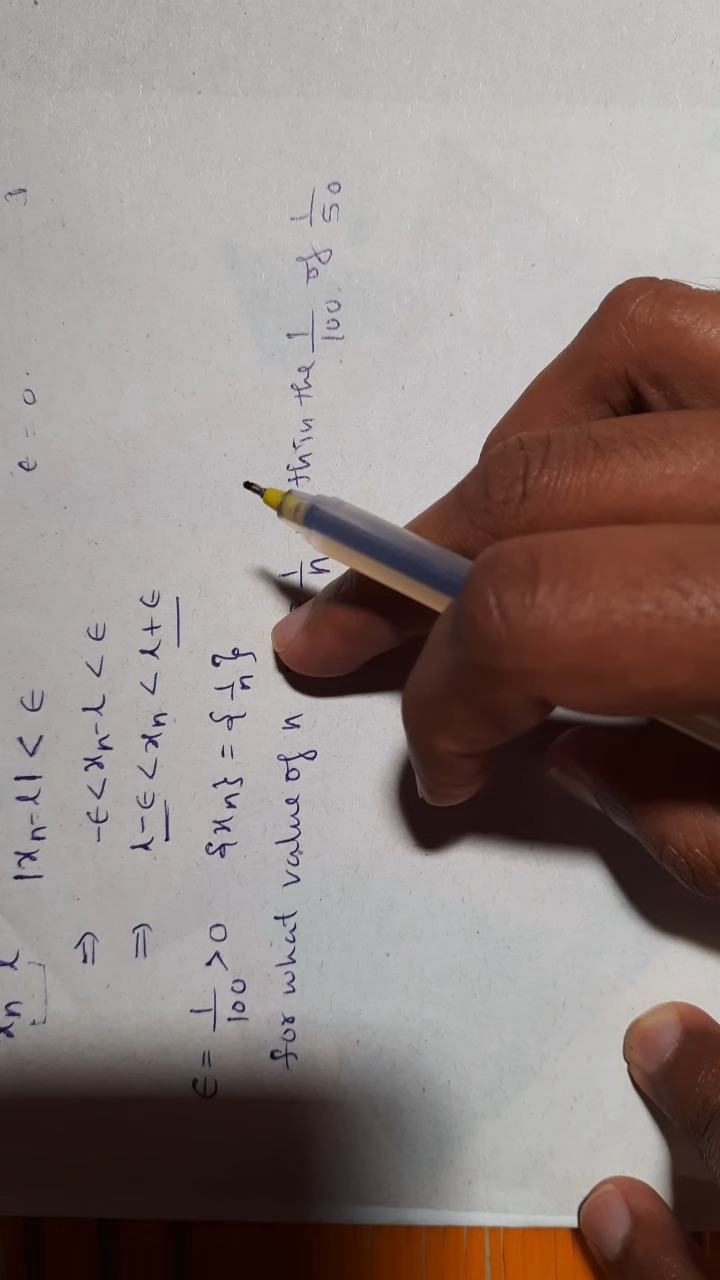 xₙ l |xₙ-l| < ϵ ϵ = 0.
⇒ -ϵ < xₙ-l < ϵ
⇒ l-ϵ < xₙ < l+ϵ
ϵ = 1/100 > 0 {xₙ} = {1/n}
for what value of n 1/n thin the 1/100 of 1/50